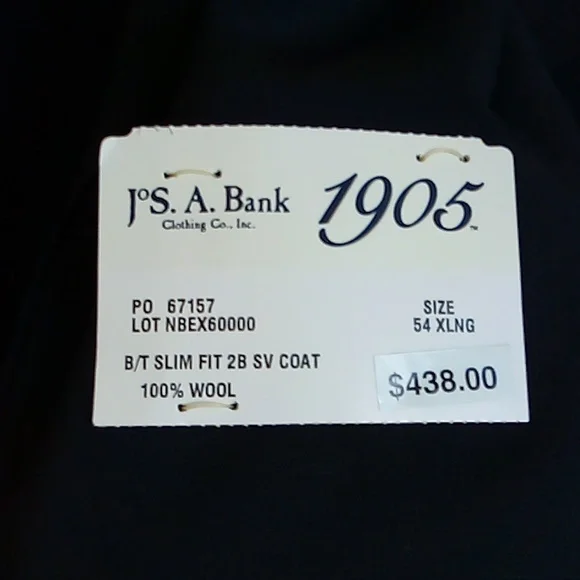 JoS. A. Bank
Clothing Co., Inc.
1905™
PO 67157
LOT NBEX60000
SIZE
54 XLNG
B/T SLIM FIT 2B SV COAT
100% WOOL
$438.00